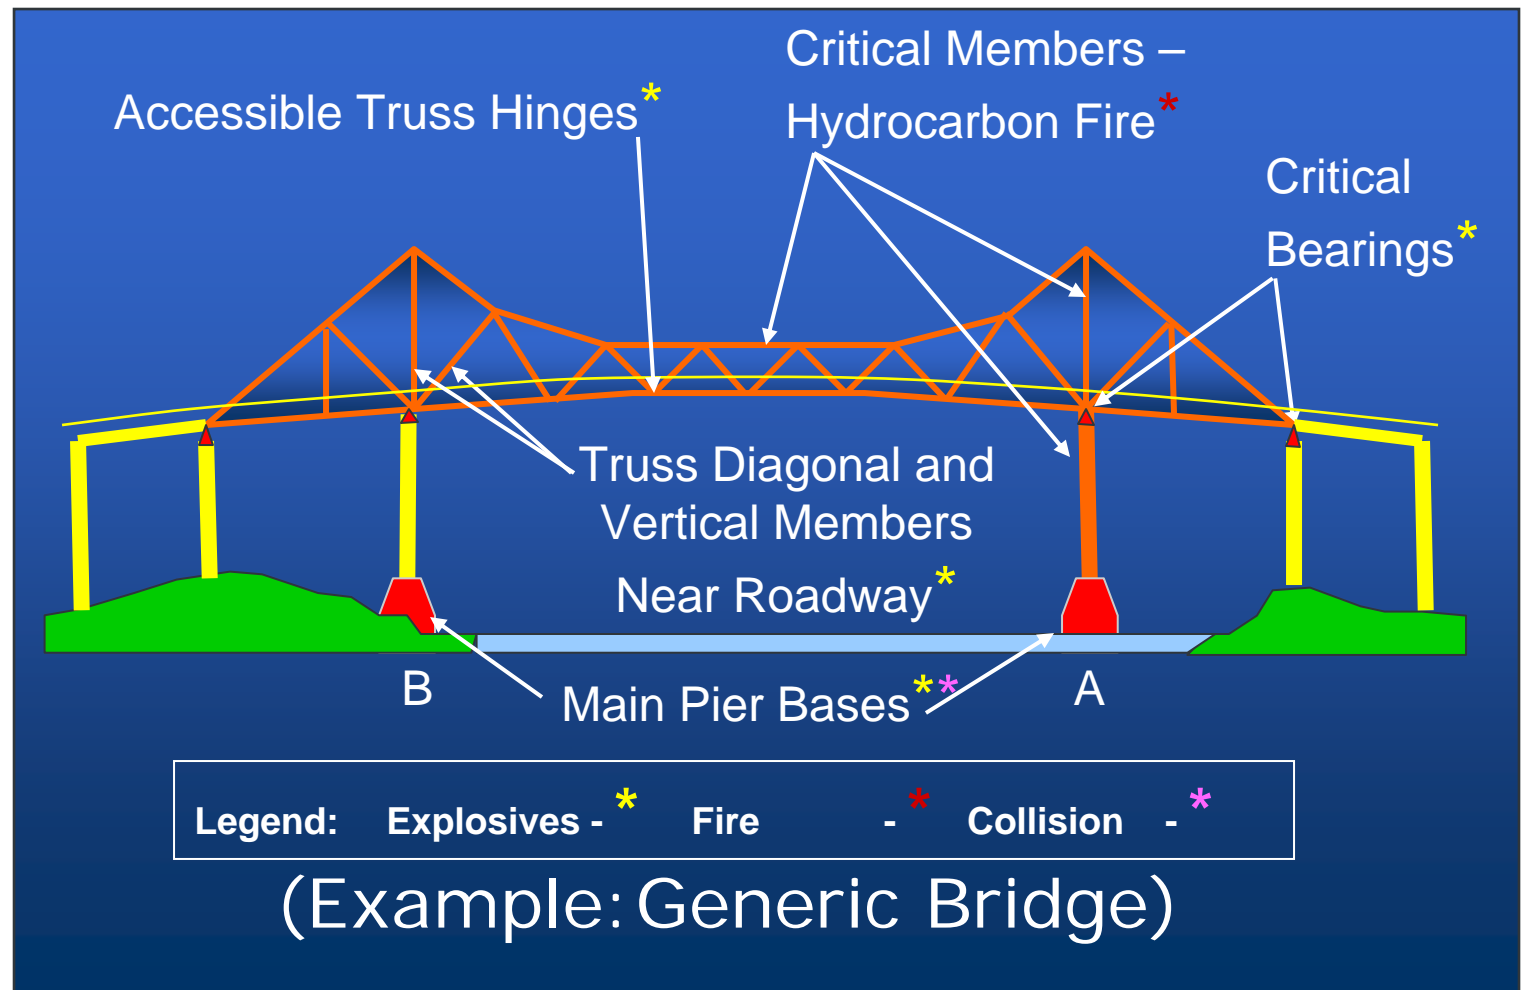 Critical Members –
Hydrocarbon Fire*
Accessible Truss Hinges*
Critical
Bearings*
Truss Diagonal and
Vertical Members
Near Roadway*
B
Main Pier Bases**
A
Legend: Explosives - * Fire - * Collision - *
(Example: Generic Bridge)